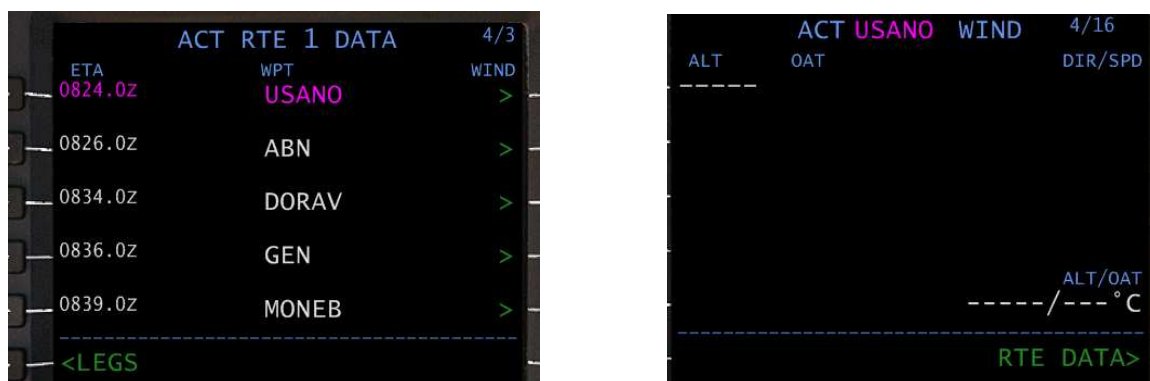 ACT RTE 1 DATA 4/3
ETA WPT WIND
0824.0Z USANO >
0826.0Z ABN >
0834.0Z DORAV >
0836.0Z GEN >
0839.0Z MONEB >
------------------------------------------
<LEGS
ACT USANO WIND 4/16
ALT OAT DIR/SPD
-----
ALT/OAT
-----/---°C
------------------------------------------
RTE DATA>